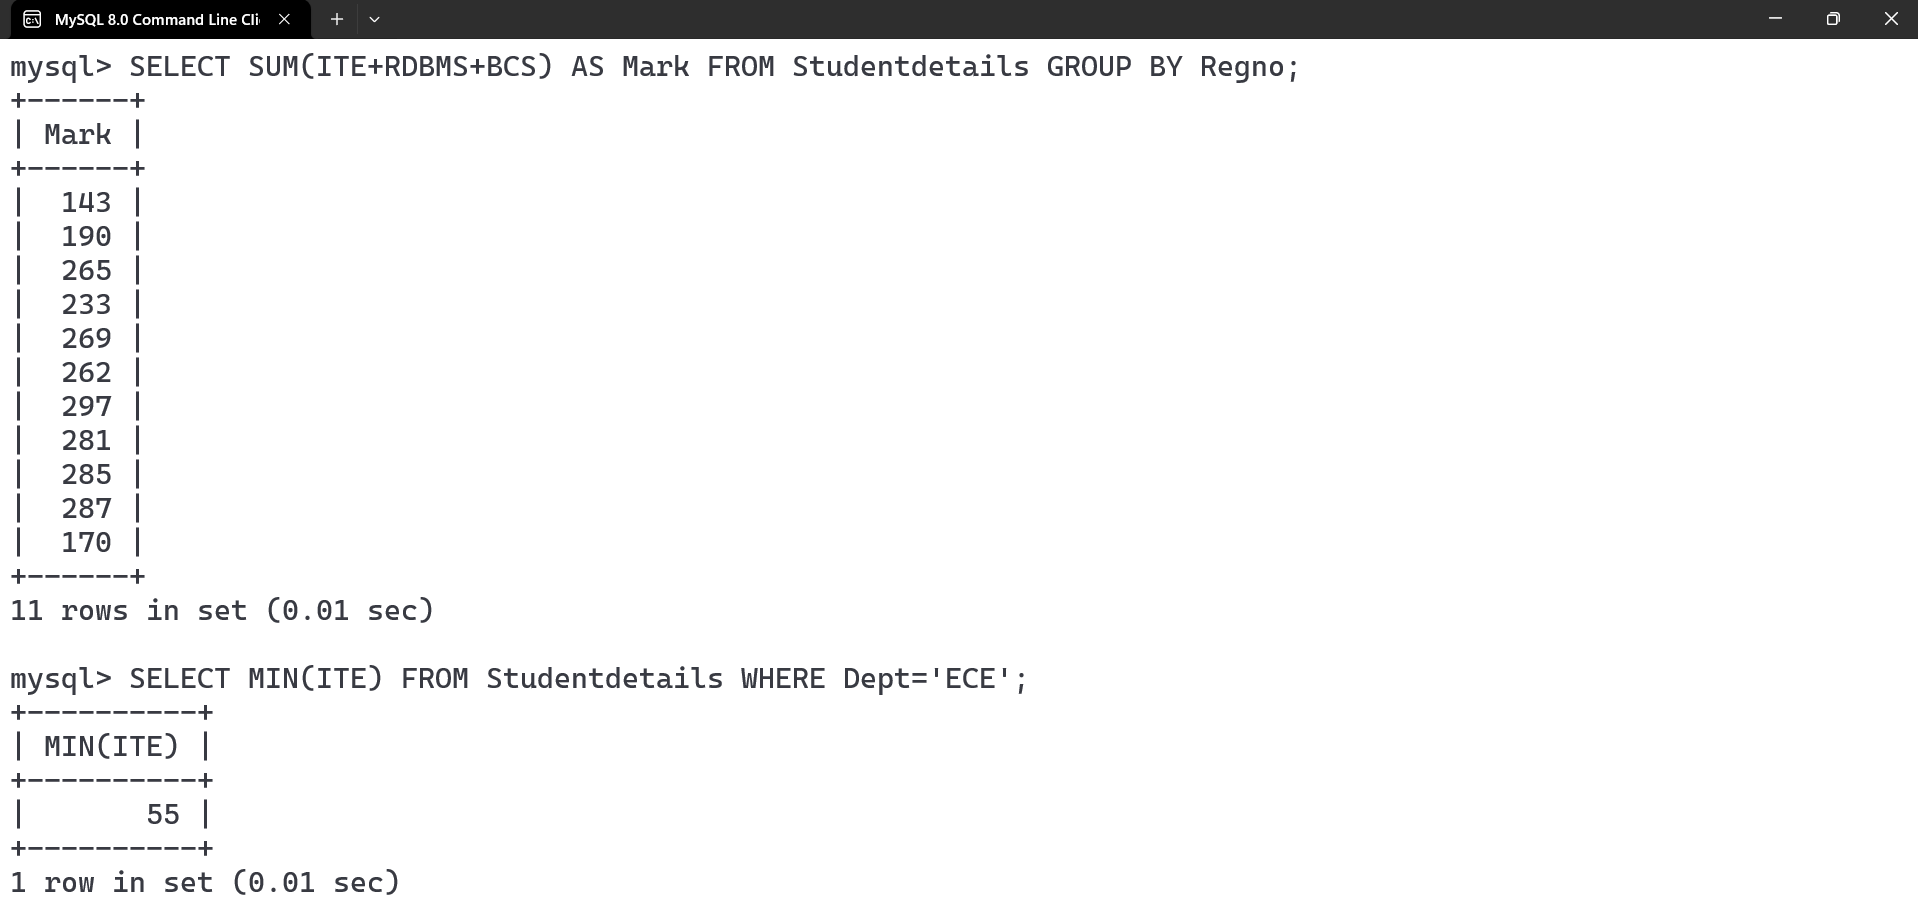 MySQL 8.0 Command Line Cli
mysql> SELECT SUM(ITE+RDBMS+BCS) AS Mark FROM Studentdetails GROUP BY Regno;
+------+
| Mark |
+------+
|  143 |
|  190 |
|  265 |
|  233 |
|  269 |
|  262 |
|  297 |
|  281 |
|  285 |
|  287 |
|  170 |
+------+
11 rows in set (0.01 sec)
mysql> SELECT MIN(ITE) FROM Studentdetails WHERE Dept='ECE';
+----------+
| MIN(ITE) |
+----------+
|       55 |
+----------+
1 row in set (0.01 sec)